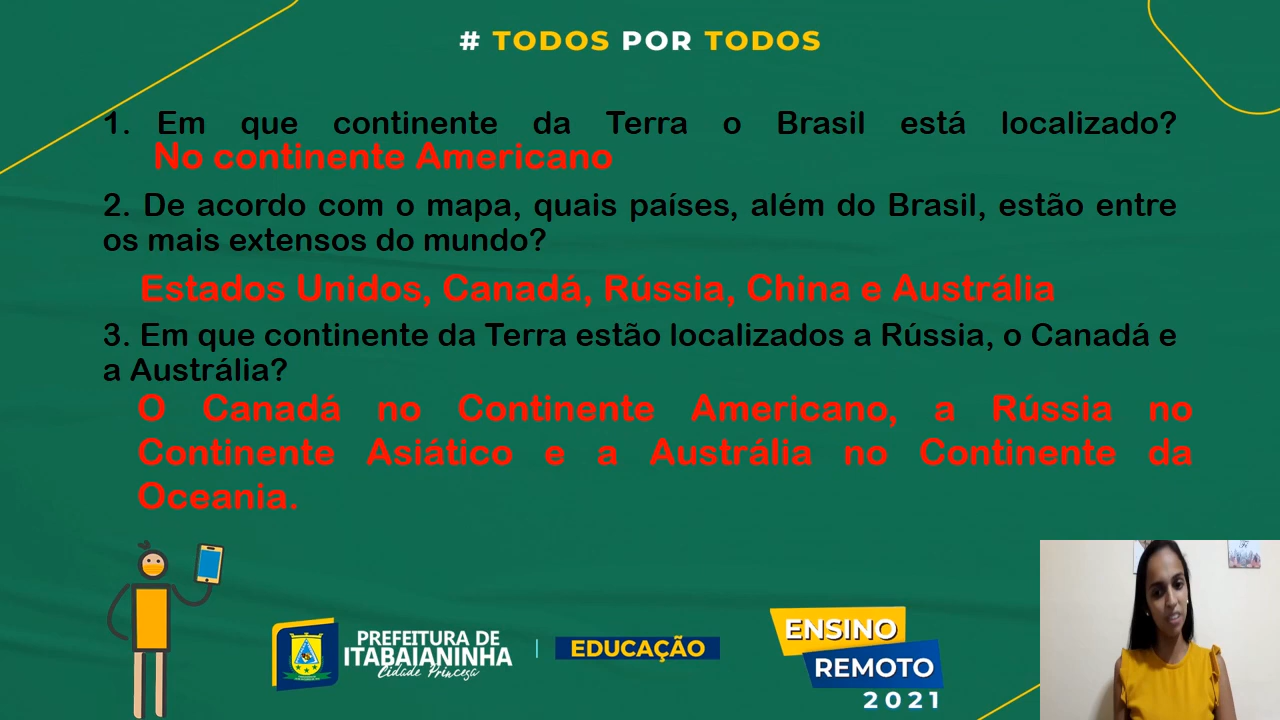 # TODOS POR TODOS
1. Em que continente da Terra o Brasil está localizado?
No continente Americano
2. De acordo com o mapa, quais países, além do Brasil, estão entre
os mais extensos do mundo?
Estados Unidos, Canadá, Rússia, China e Austrália
3. Em que continente da Terra estão localizados a Rússia, o Canadá e
a Austrália?
O Canadá no Continente Americano, a Rússia no
Continente Asiático e a Austrália no Continente da
Oceania.
PREFEITURA DE
ITABAIANINHA
Cidade Princesa
EDUCAÇÃO
ENSINO
REMOTO
2021